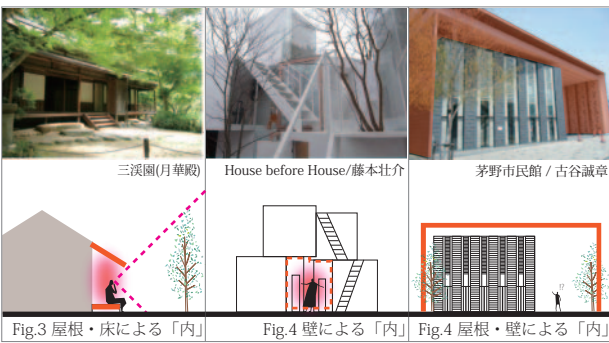 三渓園(月華殿)
House before House/藤本壮介
茅野市民館 / 古谷誠章
!?
Fig.3 屋根・床による「内」
Fig.4 壁による「内」
Fig.4 屋根・壁による「内」